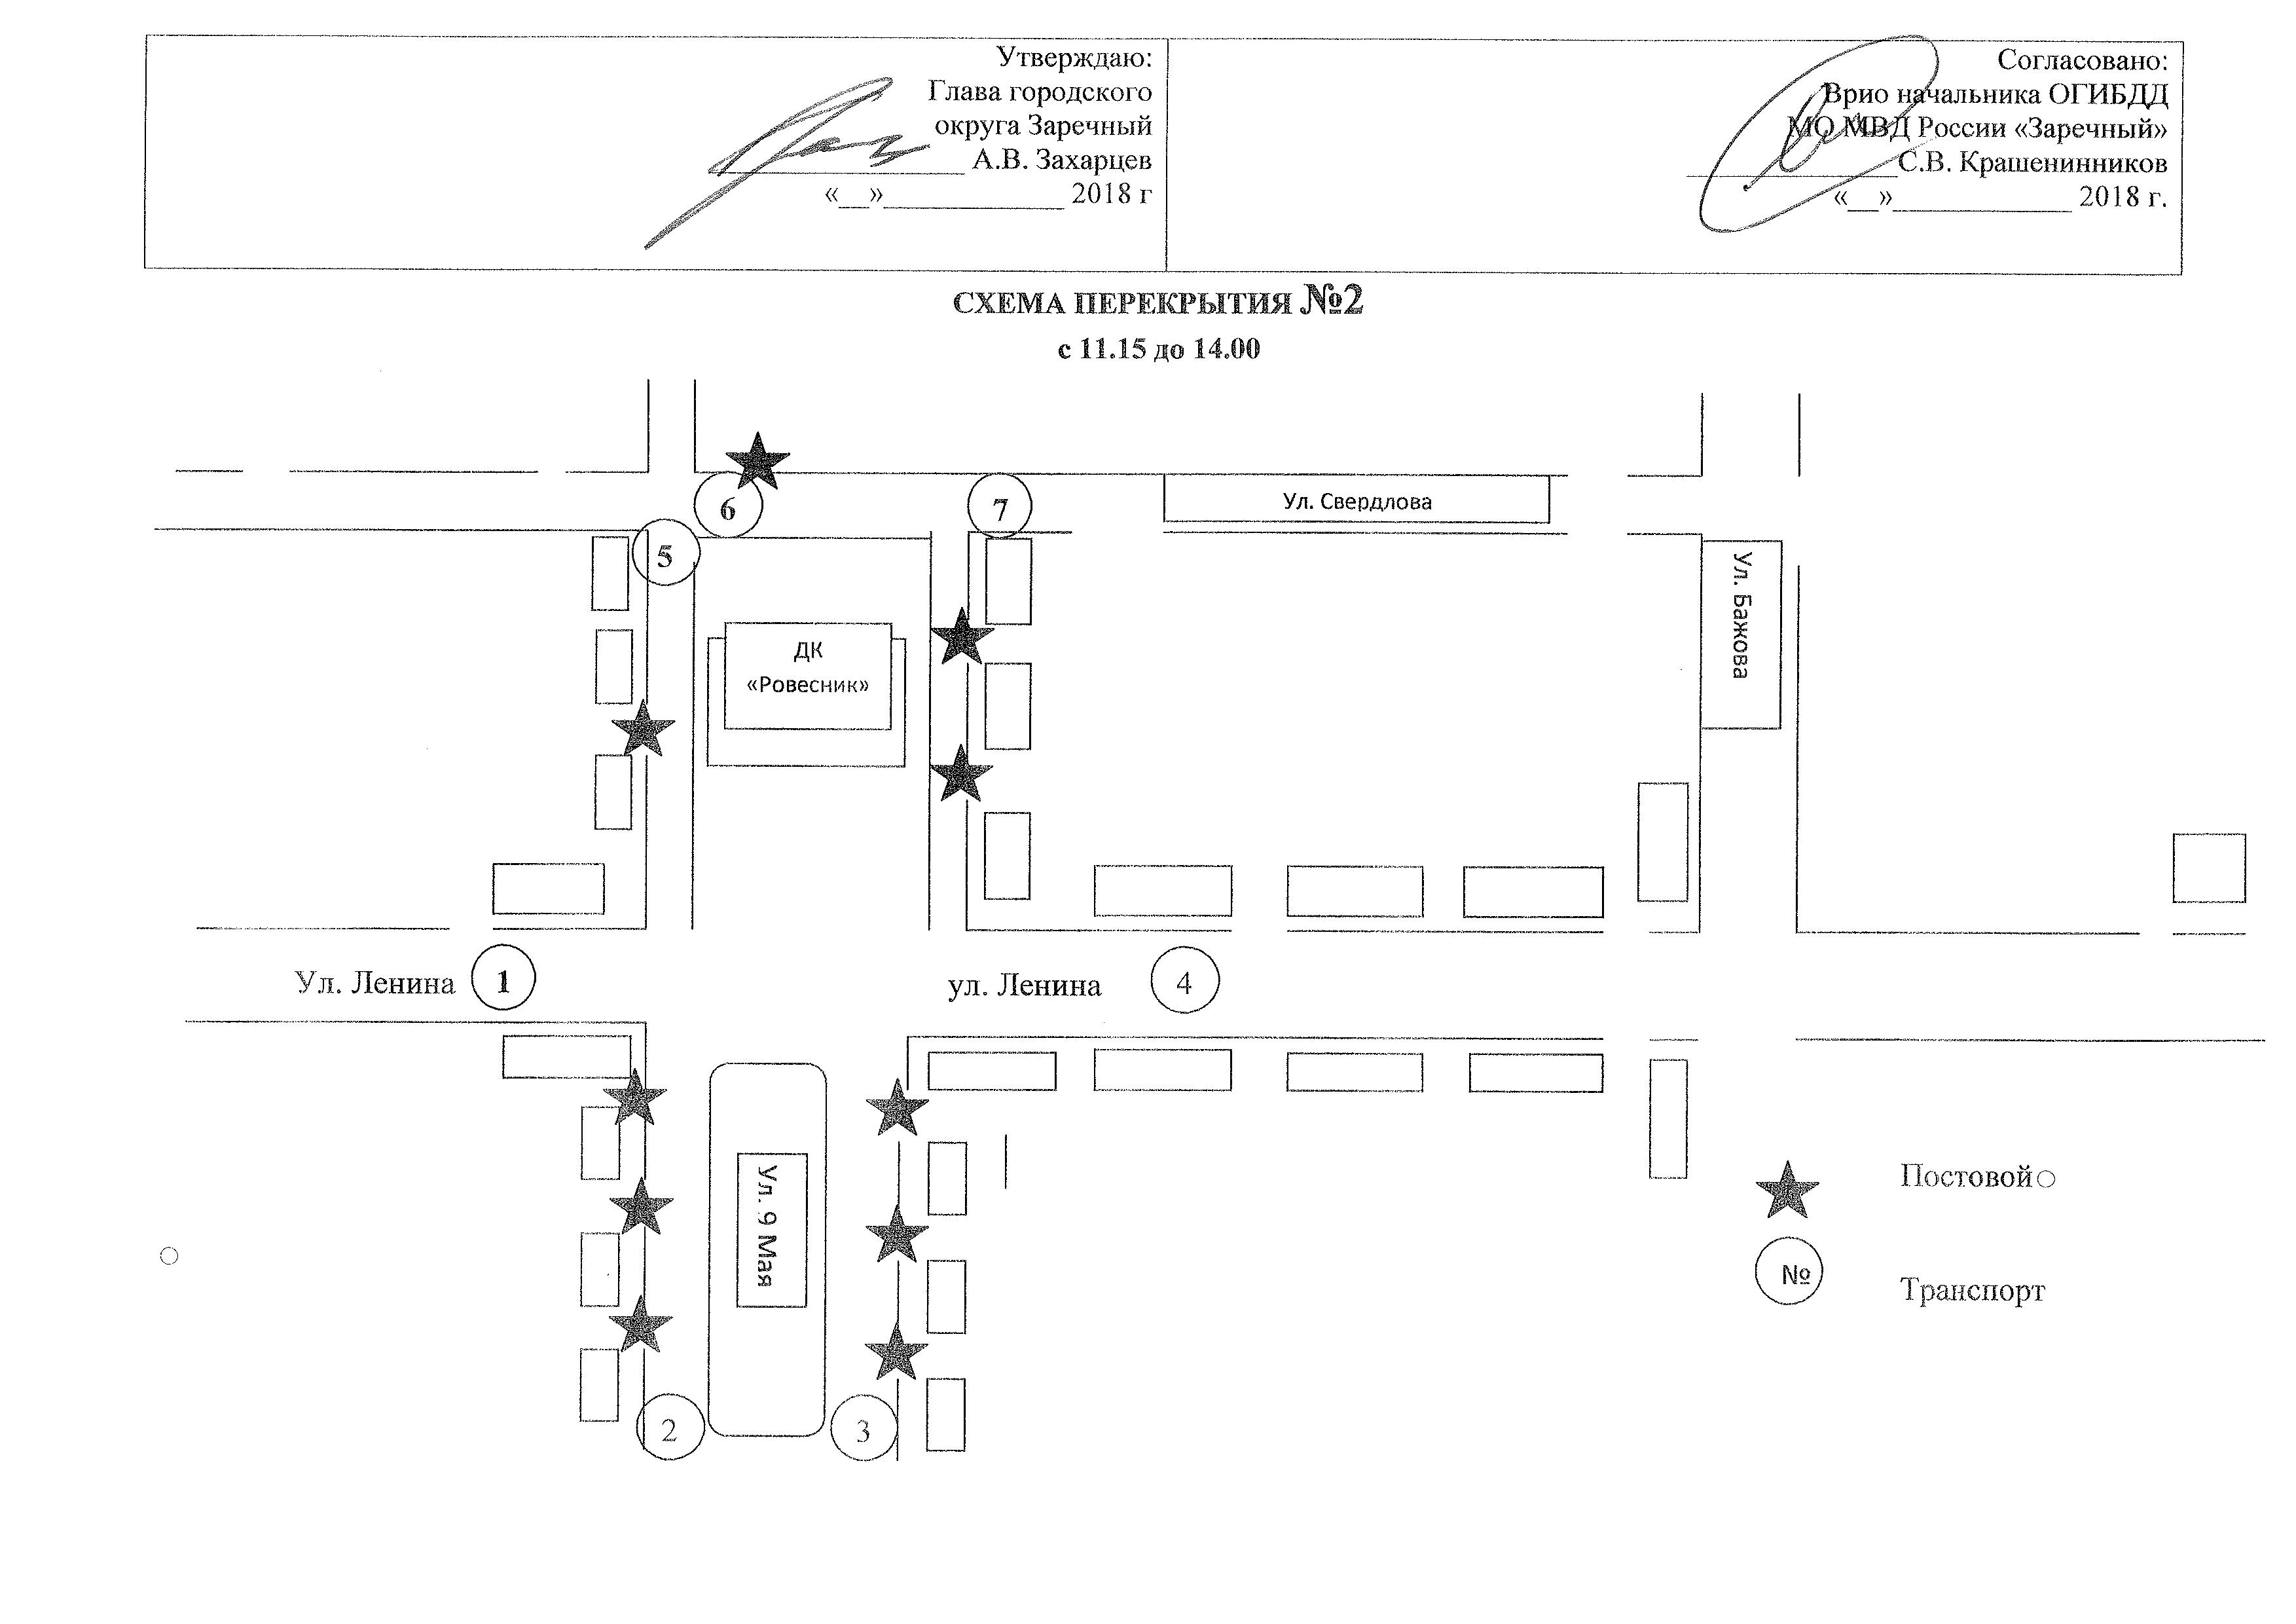 Утверждаю:
Глава городского
округа Заречный
А.В. Захарцев
«__»____________ 2018 г
Согласовано:
Врио начальника ОГИБДД
МО МВД России «Заречный»
С.В. Крашенинников
«__»____________ 2018 г.
СХЕМА ПЕРЕКРЫТИЯ №2
с 11.15 до 14.00
6
7
Ул. Свердлова
5
Ул. Бажова
ДК
«Ровесник»
Ул. Ленина
1
ул. Ленина
4
Ул. 9 Мая
Постовой
№
Транспорт
2
3